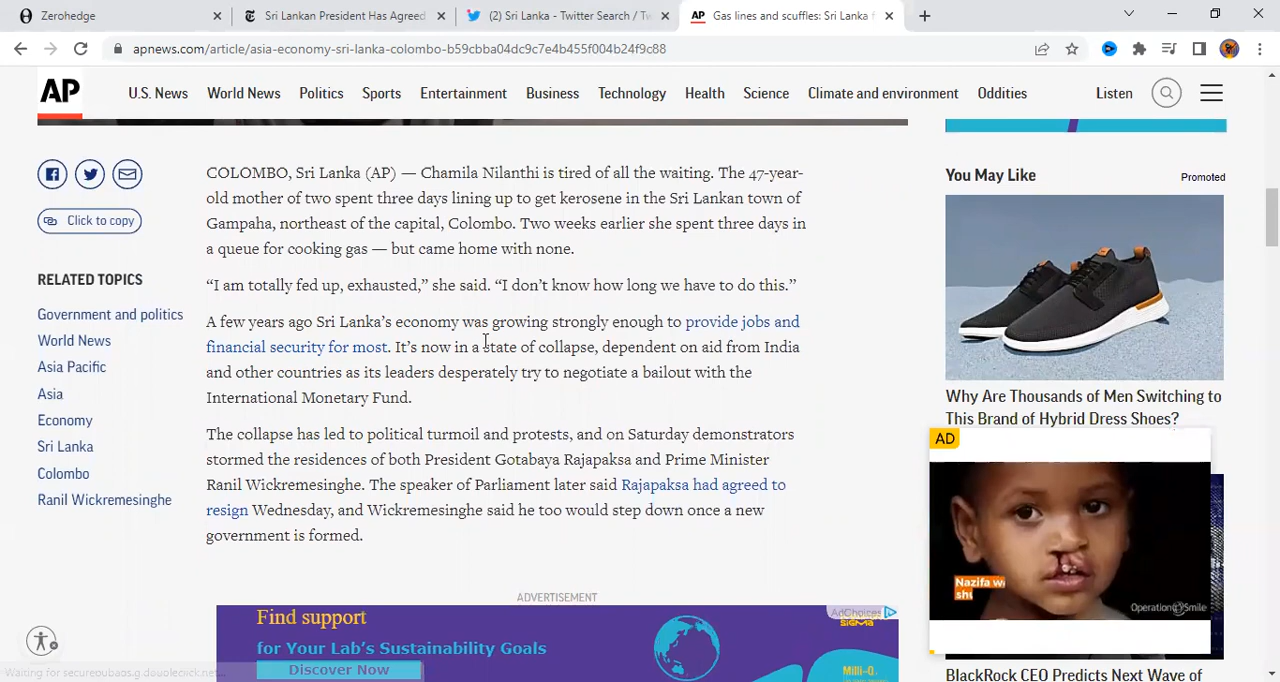 Zerohedge
Sri Lankan President Has Agreed
(2) Sri Lanka - Twitter Search / Tw
AP Gas lines and scuffles: Sri Lanka f
apnews.com/article/asia-economy-sri-lanka-colombo-b59cbba04dc9c7e4b455f004b24f9c88
AP
U.S. News World News Politics Sports Entertainment Business Technology Health Science Climate and environment Oddities Listen
Click to copy
RELATED TOPICS
Government and politics
World News
Asia Pacific
Asia
Economy
Sri Lanka
Colombo
Ranil Wickremesinghe
COLOMBO, Sri Lanka (AP) — Chamila Nilanthi is tired of all the waiting. The 47-year-
old mother of two spent three days lining up to get kerosene in the Sri Lankan town of
Gampaha, northeast of the capital, Colombo. Two weeks earlier she spent three days in
a queue for cooking gas — but came home with none.
“I am totally fed up, exhausted,” she said. “I don’t know how long we have to do this.”
A few years ago Sri Lanka’s economy was growing strongly enough to provide jobs and
financial security for most. It’s now in a state of collapse, dependent on aid from India
and other countries as its leaders desperately try to negotiate a bailout with the
International Monetary Fund.
The collapse has led to political turmoil and protests, and on Saturday demonstrators
stormed the residences of both President Gotabaya Rajapaksa and Prime Minister
Ranil Wickremesinghe. The speaker of Parliament later said Rajapaksa had agreed to
resign Wednesday, and Wickremesinghe said he too would step down once a new
government is formed.
ADVERTISEMENT
Find support
for Your Lab's Sustainability Goals
Discover Now
AdChoices
SIGMA
Milli-Q
You May Like
Promoted
Why Are Thousands of Men Switching to
This Brand of Hybrid Dress Shoes?
AD
Nazifa w
sh
Operation Smile
BlackRock CEO Predicts Next Wave of